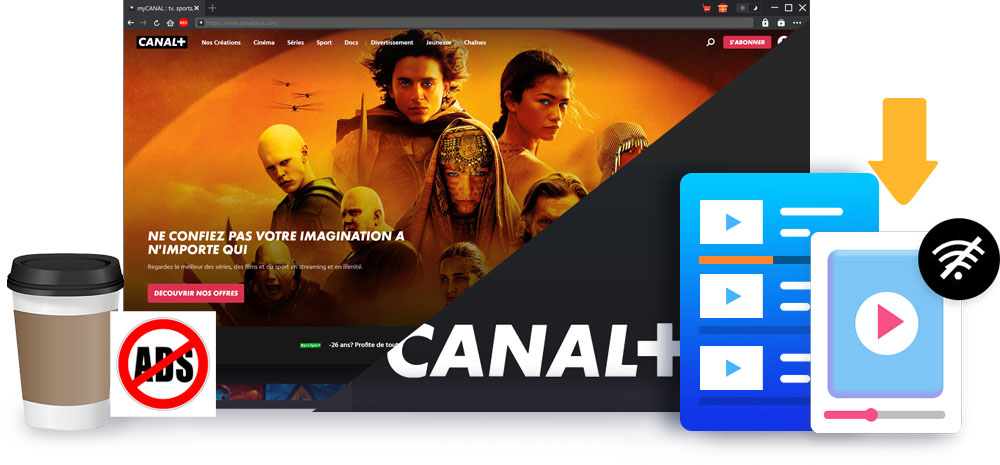 myCANAL : tv, sports,
REC
https://www.canalplus.com/
CANAL+
Nos Créations
Cinéma
Séries
Sport
Docs
Divertissement
Jeunesse
Chaînes
S'ABONNER
NE CONFIEZ PAS VOTRE IMAGINATION A
N'IMPORTE QUI
Regardez le meilleur des séries, des films et du sport en streaming et en illimité.
DECOUVRIR NOS OFFRES
-26 ans? Profite de tout
CANAL+
ADS